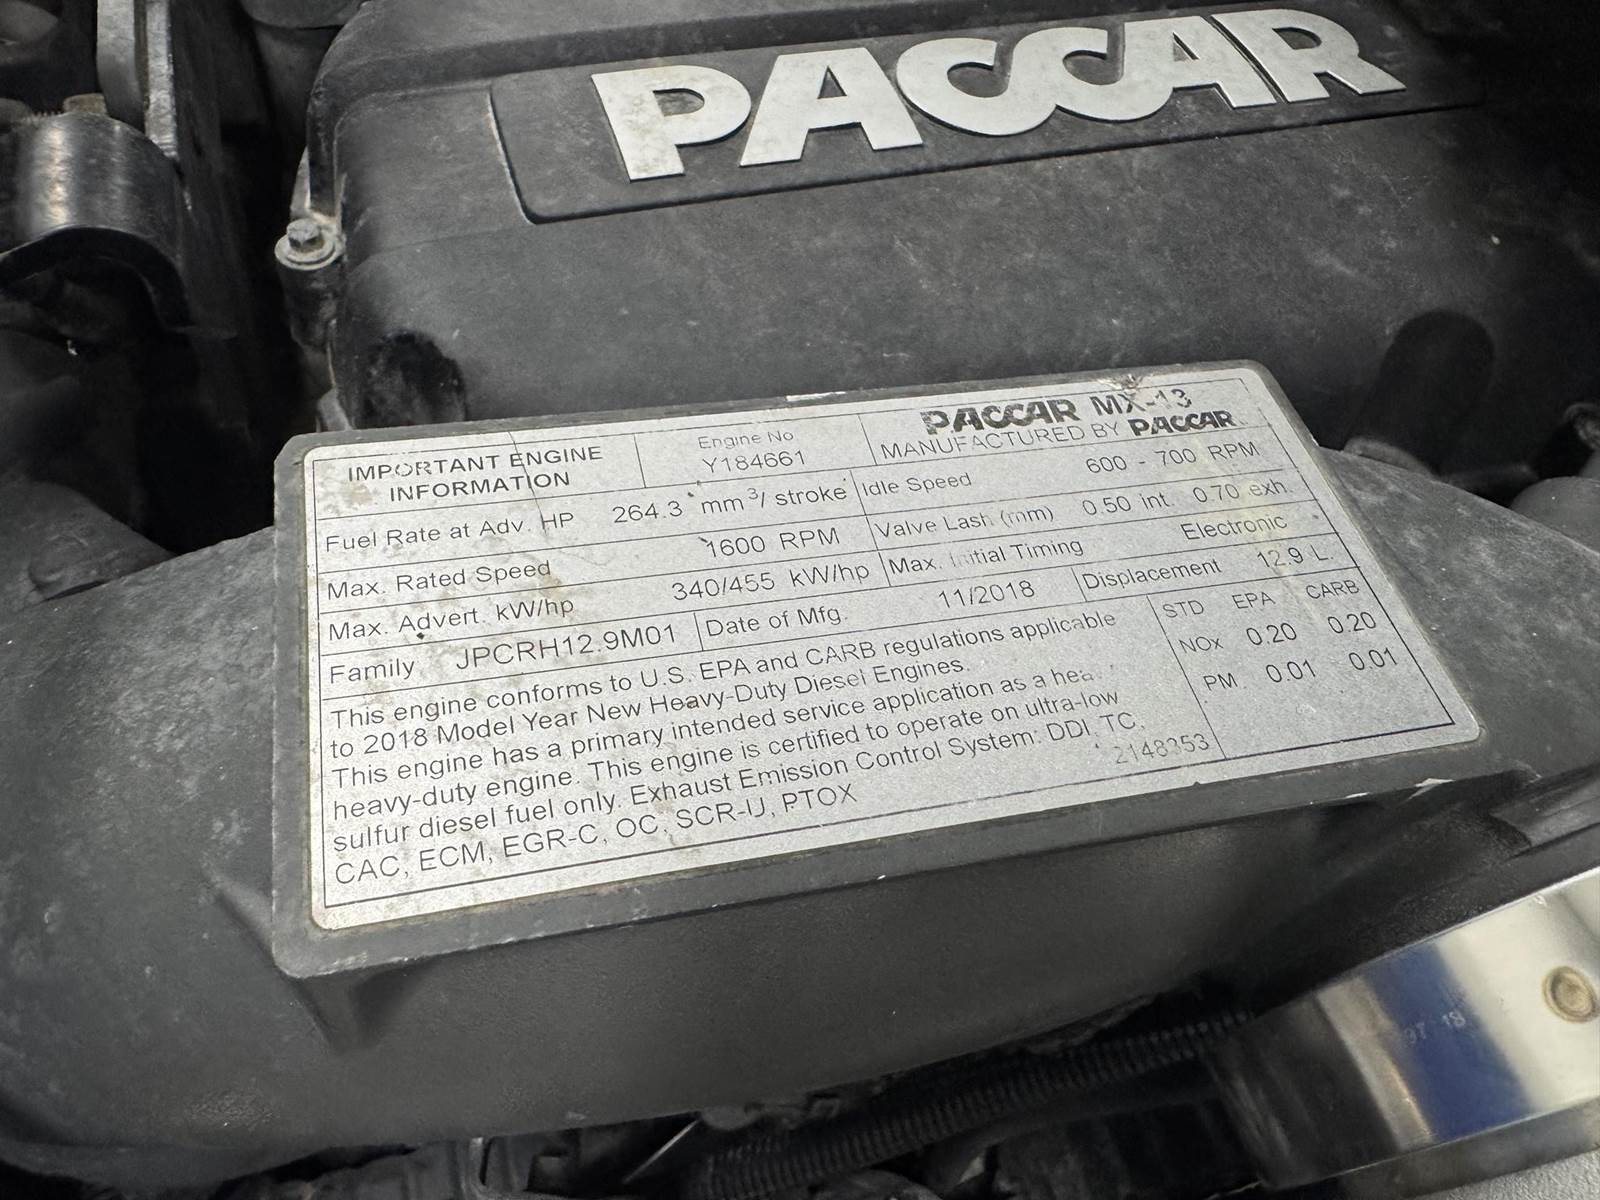 PACCAR
IMPORTANT ENGINE
INFORMATION
Engine No
Y184661
PACCAR MX-13
MANUFACTURED BY PACCAR
Fuel Rate at Adv. HP 264.3 mm³/ stroke
Idle Speed 600 - 700 RPM
Max. Rated Speed 1600 RPM
Valve Lash (mm) 0.50 int. 0.70 exh.
Max. Advert. kW/hp 340/455 kW/hp
Max. Initial Timing Electronic
Family JPCRH12.9M01
Date of Mfg. 11/2018
Displacement 12.9 L.
This engine conforms to U.S. EPA and CARB regulations applicable
to 2018 Model Year New Heavy-Duty Diesel Engines.
This engine has a primary intended service application as a
heavy-duty engine. This engine is certified to operate on ultra-low
sulfur diesel fuel only. Exhaust Emission Control System: DDI, TC,
CAC, ECM, EGR-C, OC, SCR-IJ, PTOX
2148353
STD EPA CARB
NOx 0.20 0.20
PM 0.01 0.01